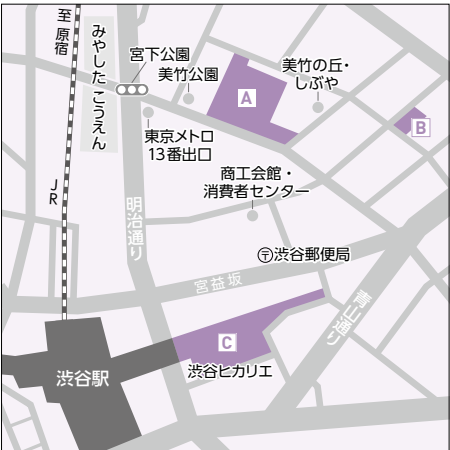 至 原宿
みやした こうえん
宮下公園
美竹公園
A
美竹の丘・
しぶや
B
東京メトロ
13番出口
商工会館・
消費者センター
JR
明治通り
〒渋谷郵便局
宮益坂
青山通り
C
渋谷ヒカリエ
渋谷駅